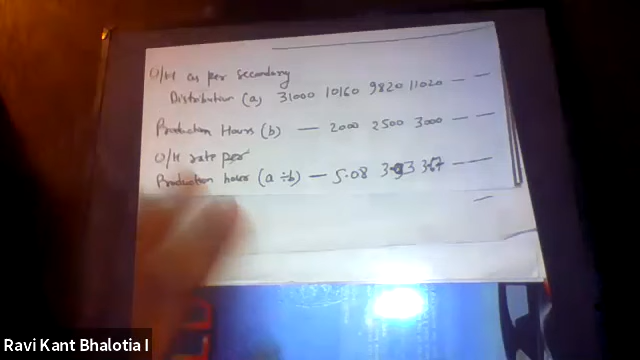 O/H as per secondary
Distribution (a) 31000 10160 9820 11020 — —
Production Hours (b) — 2000 2500 3000 — —
O/H rate per
Production hour (a ÷ b) — 5.08 3.93 3.67 — —
Ravi Kant Bhalotia I